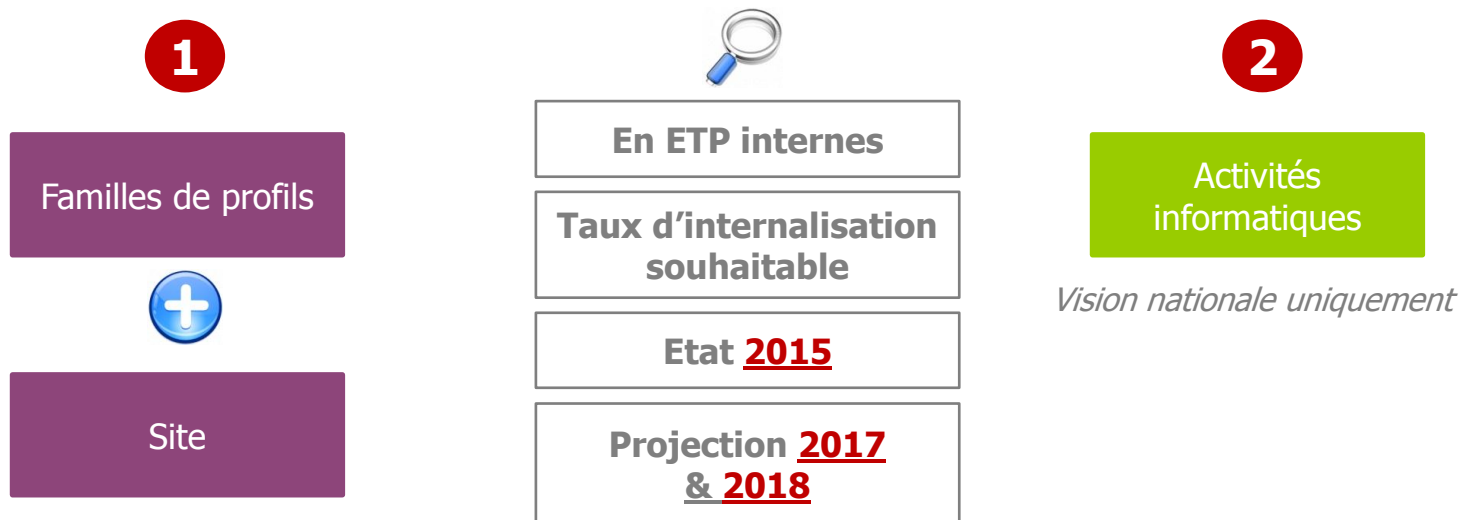 1
Familles de profils
Site
En ETP internes
Taux d’internalisation
souhaitable
Etat 2015
Projection 2017
& 2018
2
Activités
informatiques
Vision nationale uniquement